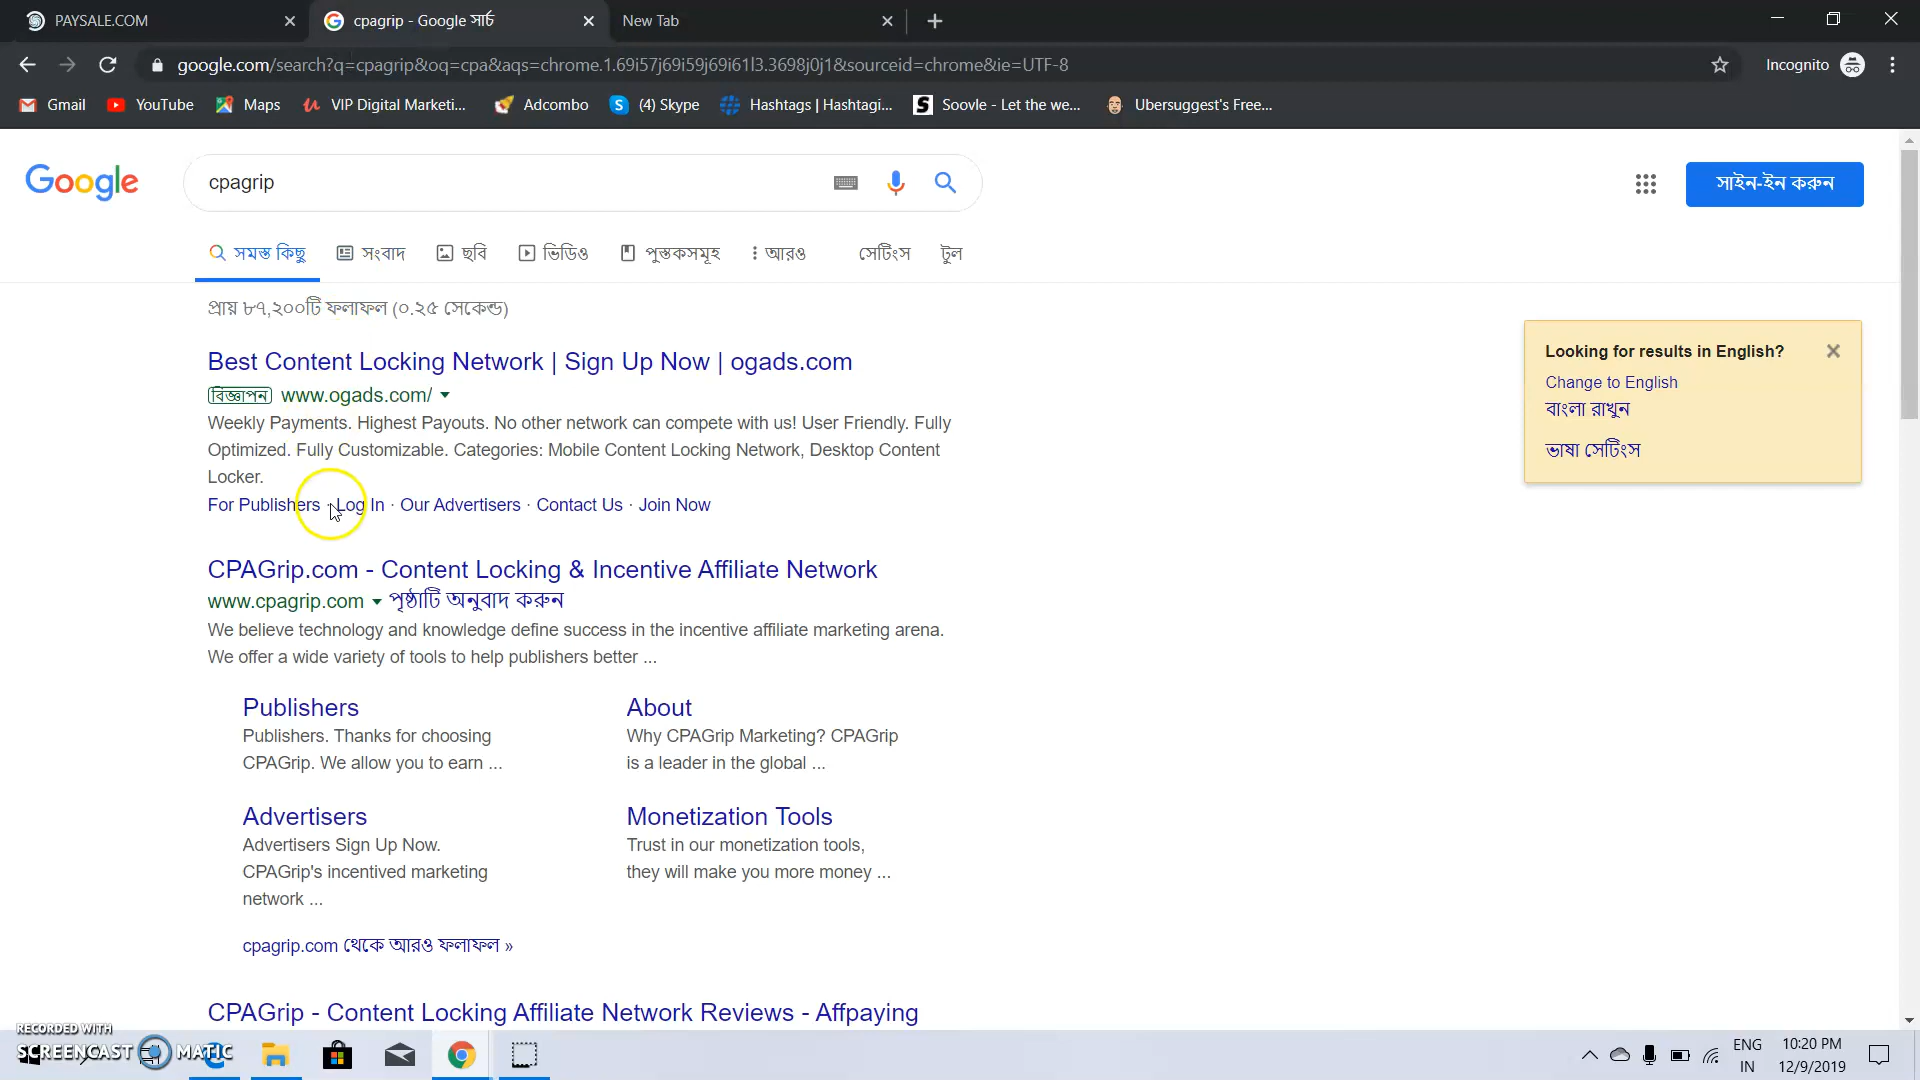 PAYSALE.COM
cpagrip - Google সার্চ
New Tab
google.com/search?q=cpagrip&oq=cpa&aqs=chrome.1.69i57j69i59j69i61l3.3698j0j1&sourceid=chrome&ie=UTF-8
Incognito
Gmail
YouTube
Maps
VIP Digital Marketi...
Adcombo
(4) Skype
Hashtags | Hashtagi...
Soovle - Let the we...
Ubersuggest's Free...
Google
cpagrip
সাইন-ইন করুন
সমস্ত কিছু
সংবাদ
ছবি
ভিডিও
পুস্তকসমূহ
আরও
সেটিংস
টুল
প্রায় ৮৭,২০০টি ফলাফল (০.২৫ সেকেন্ড)
Best Content Locking Network | Sign Up Now | ogads.com
বিজ্ঞাপন www.ogads.com/
Weekly Payments. Highest Payouts. No other network can compete with us! User Friendly. Fully
Optimized. Fully Customizable. Categories: Mobile Content Locking Network, Desktop Content
Locker.
For Publishers · Log In · Our Advertisers · Contact Us · Join Now
Looking for results in English?
Change to English
বাংলা রাখুন
ভাষা সেটিংস
CPAGrip.com - Content Locking & Incentive Affiliate Network
www.cpagrip.com পৃষ্ঠাটি অনুবাদ করুন
We believe technology and knowledge define success in the incentive affiliate marketing arena.
We offer a wide variety of tools to help publishers better ...
Publishers
Publishers. Thanks for choosing
CPAGrip. We allow you to earn ...
About
Why CPAGrip Marketing? CPAGrip
is a leader in the global ...
Advertisers
Advertisers Sign Up Now.
CPAGrip's incentived marketing
network ...
Monetization Tools
Trust in our monetization tools,
they will make you more money ...
cpagrip.com থেকে আরও ফলাফল »
CPAGrip - Content Locking Affiliate Network Reviews - Affpaying
RECORDED WITH
SCREENCAST MATIC
ENG
IN
10:20 PM
12/9/2019